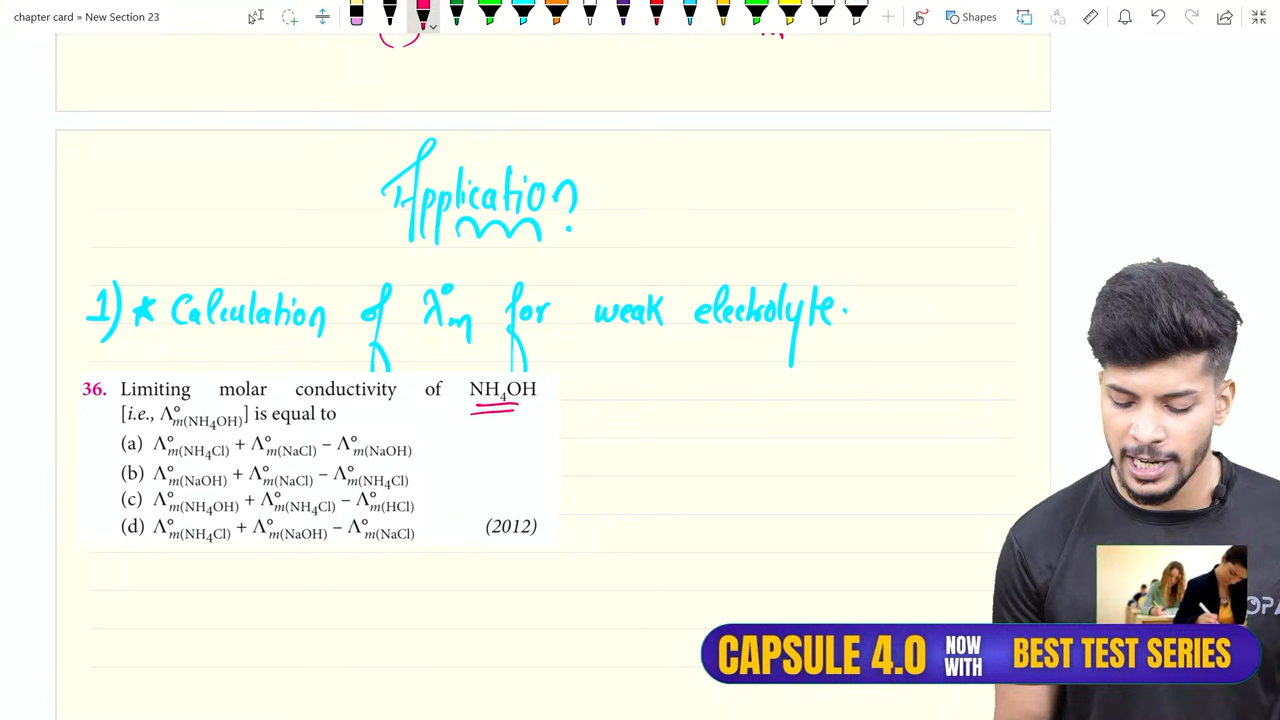 chapter card » New Section 23
Shapes
Application?
1) * Calculation of λ°m for weak electrolyte.
36. Limiting molar conductivity of NH₄OH
[i.e., Λ°m(NH₄OH)] is equal to
(a) Λ°m(NH₄Cl) + Λ°m(NaCl) – Λ°m(NaOH)
(b) Λ°m(NaOH) + Λ°m(NaCl) – Λ°m(NH₄Cl)
(c) Λ°m(NH₄OH) + Λ°m(NH₄Cl) – Λ°m(HCl)
(d) Λ°m(NH₄Cl) + Λ°m(NaOH) – Λ°m(NaCl) (2012)
CAPSULE 4.0 NOW WITH BEST TEST SERIES